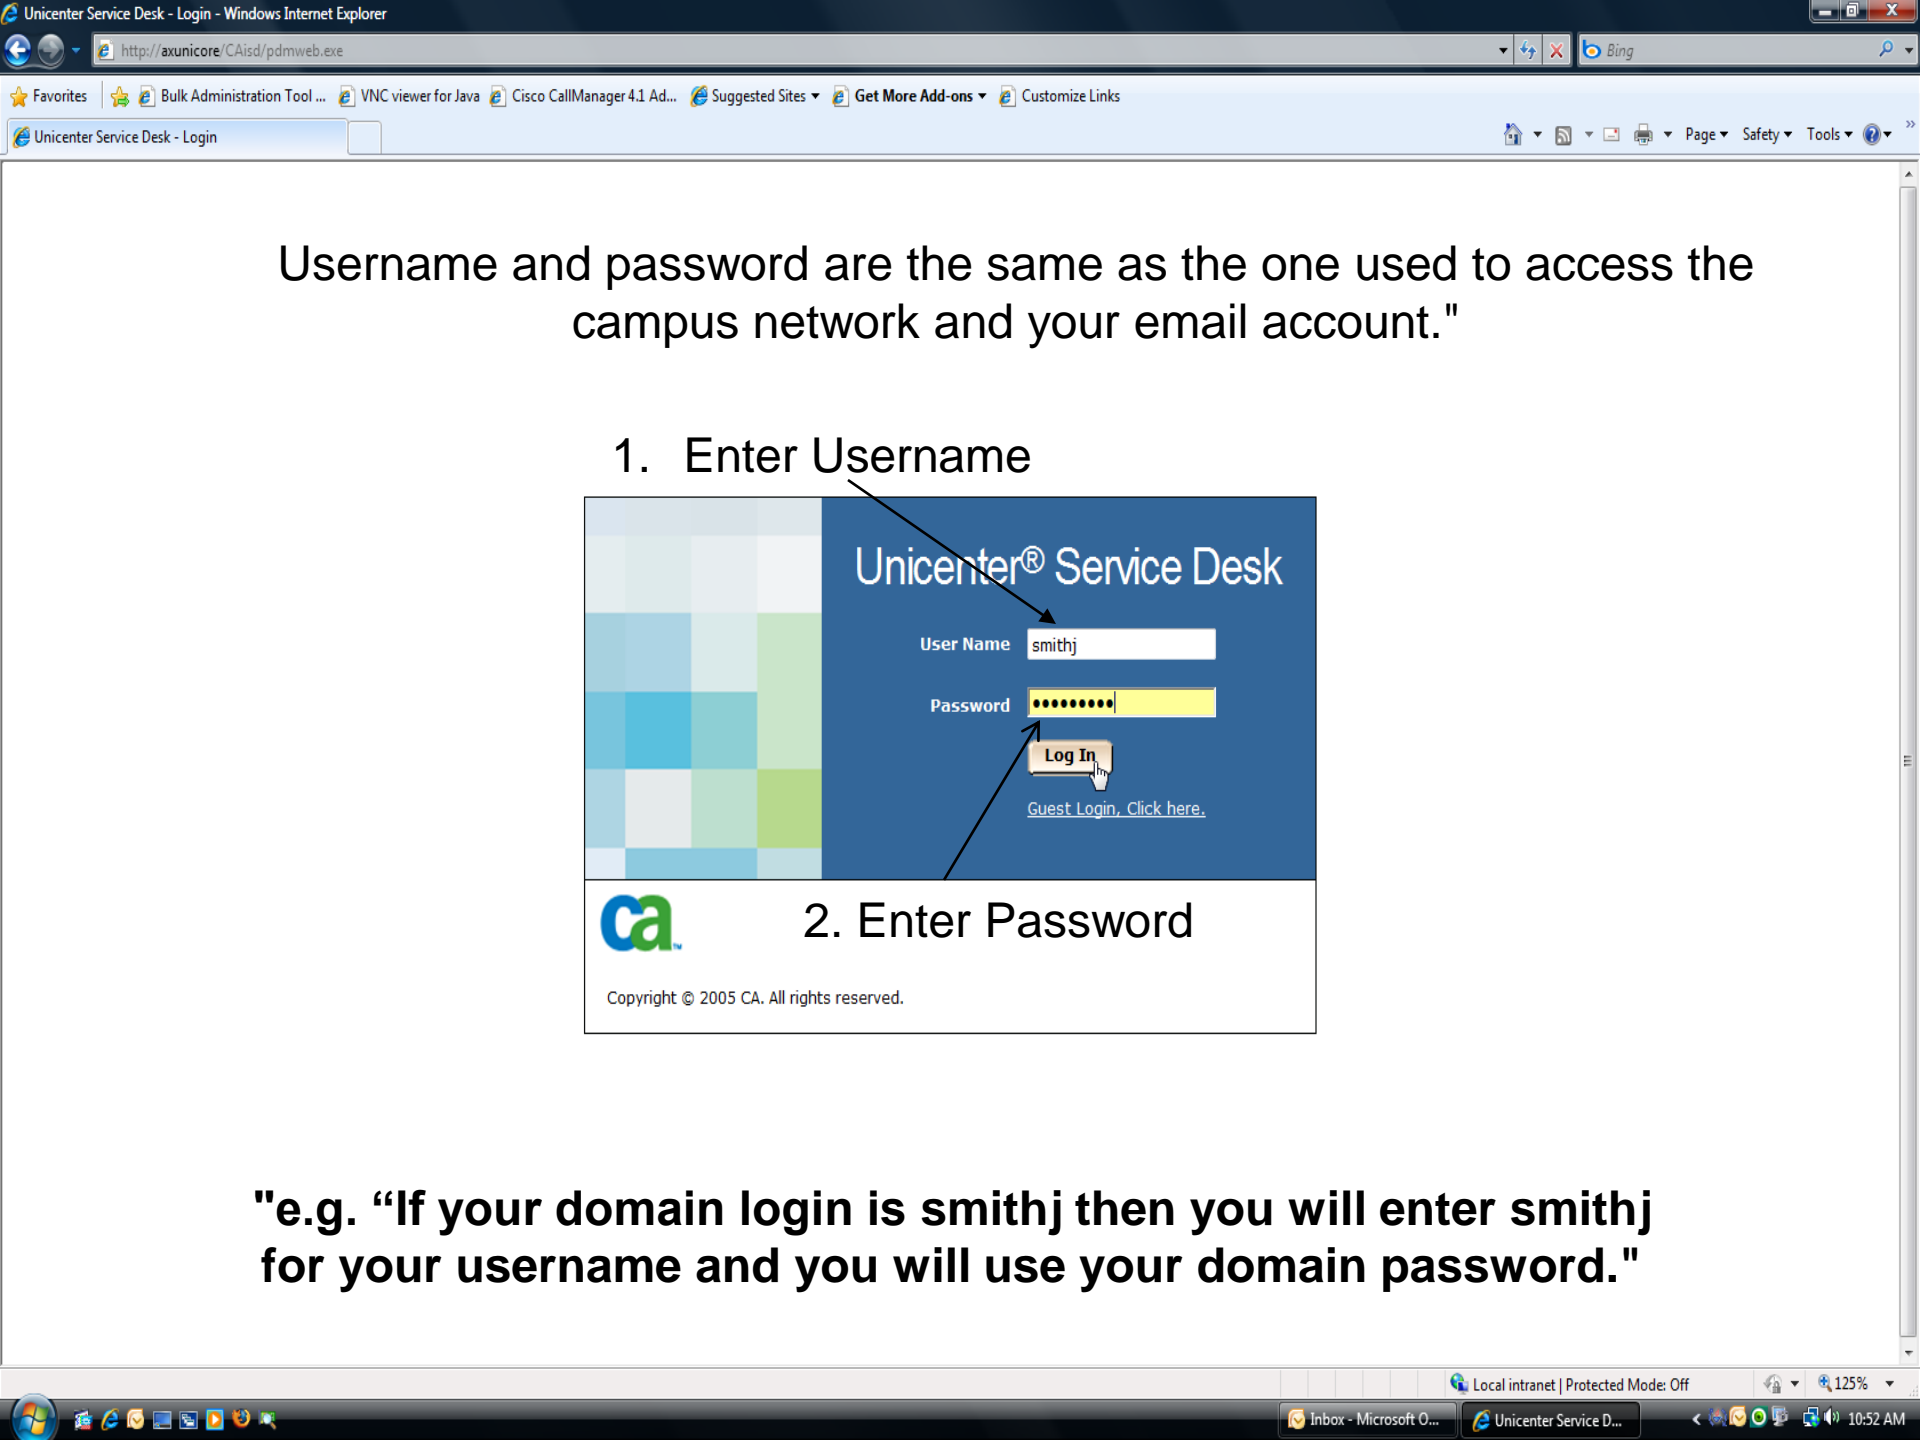 Unicenter Service Desk - Login - Windows Internet Explorer
http://axunicore/CAisd/pdmweb.exe
Bing
Favorites Bulk Administration Tool ... VNC viewer for Java Cisco CallManager 4.1 Ad... Suggested Sites Get More Add-ons Customize Links
Unicenter Service Desk - Login
Page Safety Tools
Username and password are the same as the one used to access the
campus network and your email account."
1. Enter Username
Unicenter® Service Desk
User Name smithj
Password •••••••••
Log In
Guest Login, Click here.
ca™
2. Enter Password
Copyright © 2005 CA. All rights reserved.
"e.g. “If your domain login is smithj then you will enter smithj
for your username and you will use your domain password."
Local intranet | Protected Mode: Off
125%
Inbox - Microsoft O...
Unicenter Service D...
10:52 AM